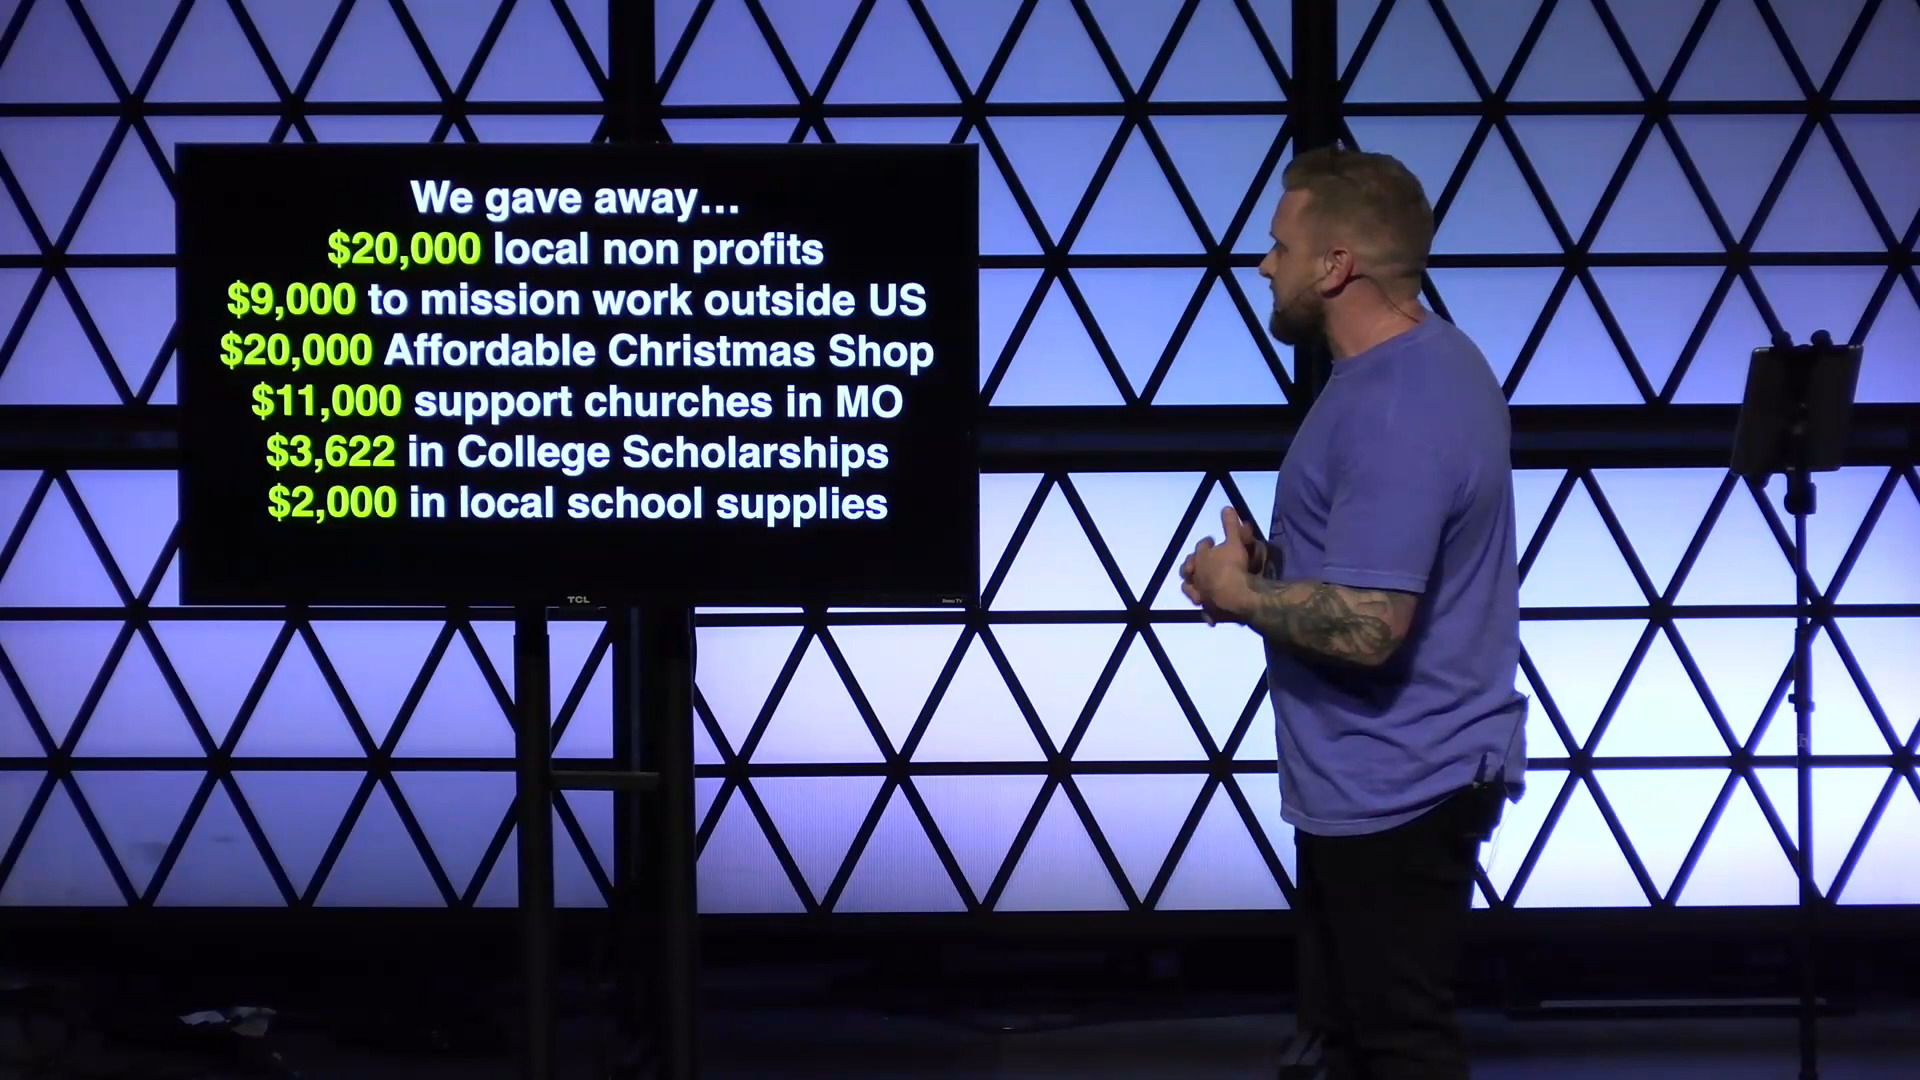 We gave away...
$20,000 local non profits
$9,000 to mission work outside US
$20,000 Affordable Christmas Shop
$11,000 support churches in MO
$3,622 in College Scholarships
$2,000 in local school supplies
TCL
Roku TV